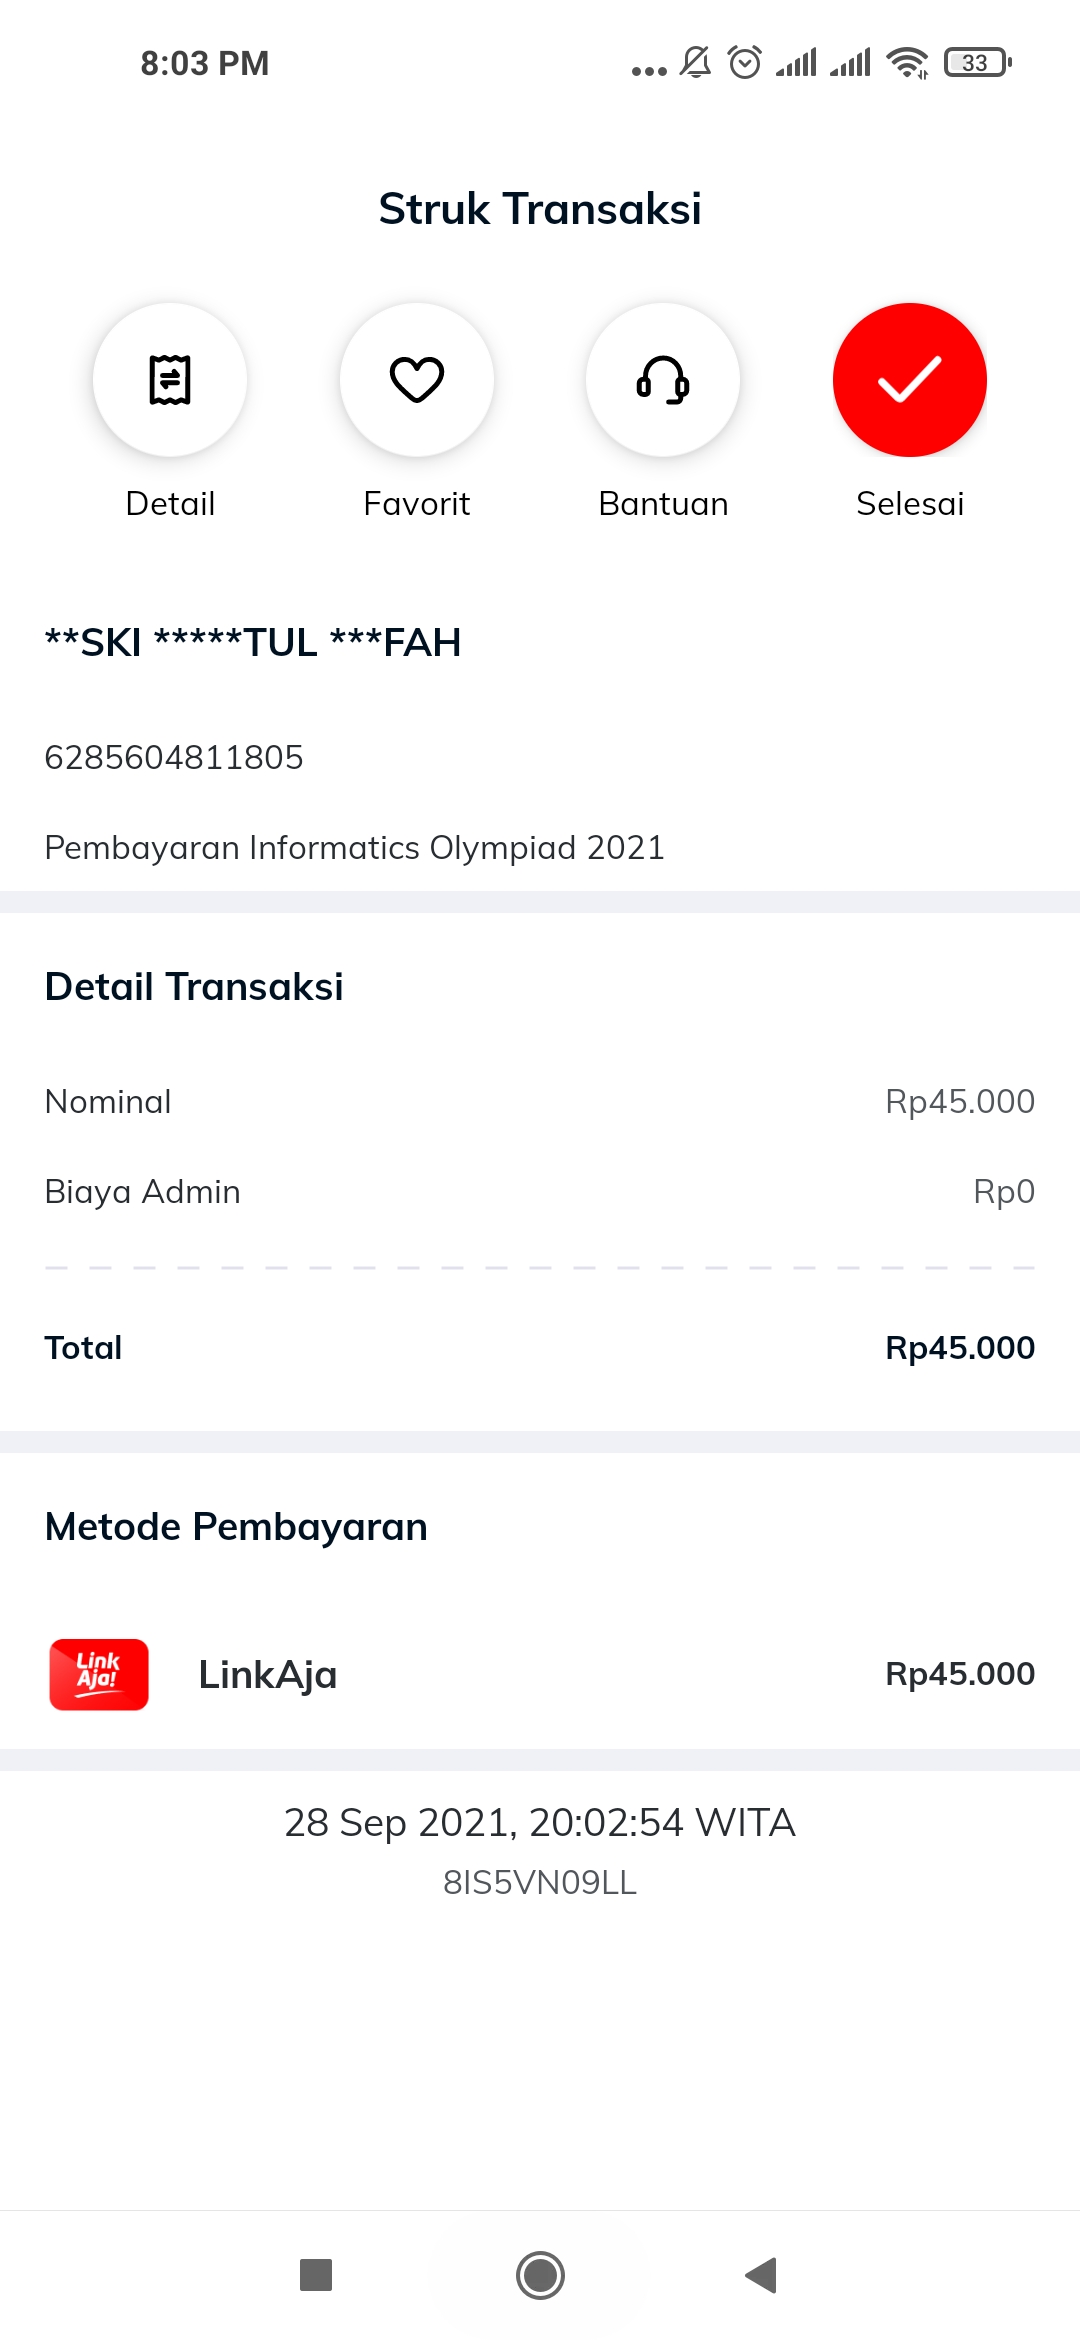 8:03 PM
33
Struk Transaksi
Detail Favorit Bantuan Selesai
**SKI *****TUL ***FAH
6285604811805
Pembayaran Informatics Olympiad 2021
Detail Transaksi
Nominal Rp45.000
Biaya Admin Rp0
Total Rp45.000
Metode Pembayaran
Link
Aja!
LinkAja Rp45.000
28 Sep 2021, 20:02:54 WITA
8IS5VN09LL